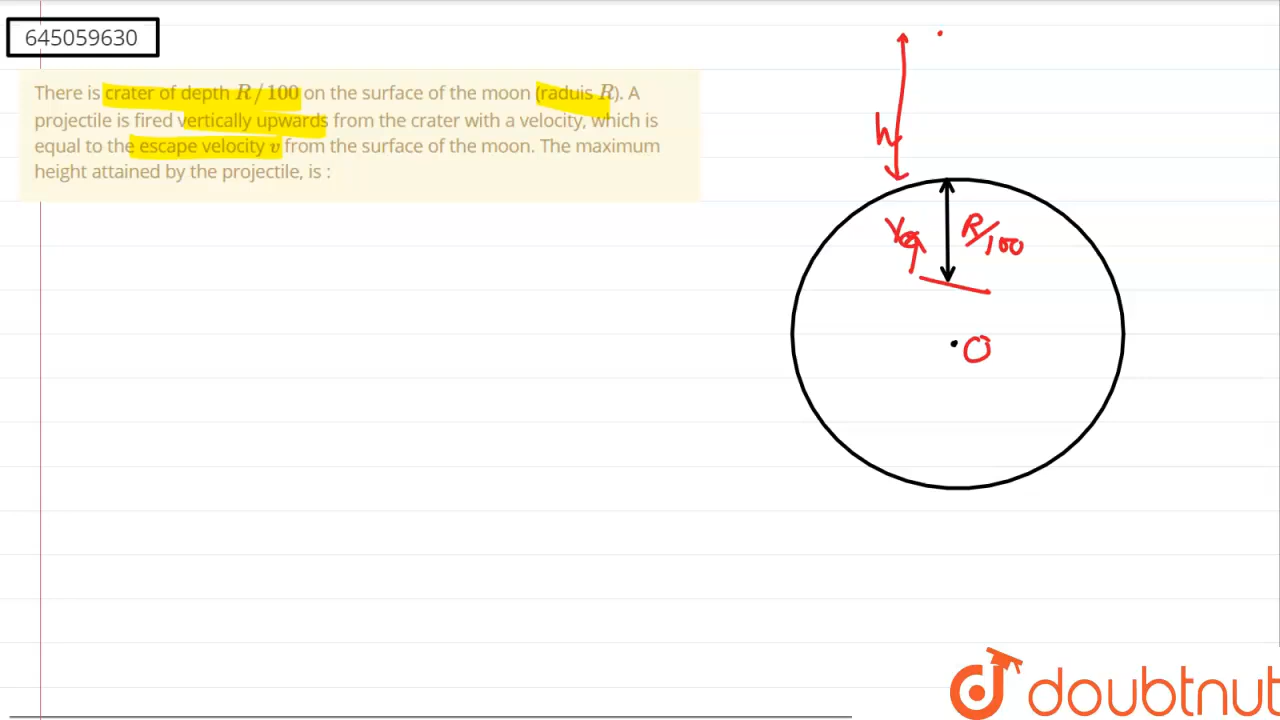 645059630
There is crater of depth R/100 on the surface of the moon (raduis R). A
projectile is fired vertically upwards from the crater with a velocity, which is
equal to the escape velocity v from the surface of the moon. The maximum
height attained by the projectile, is :
h
R/100
O
doubtnut